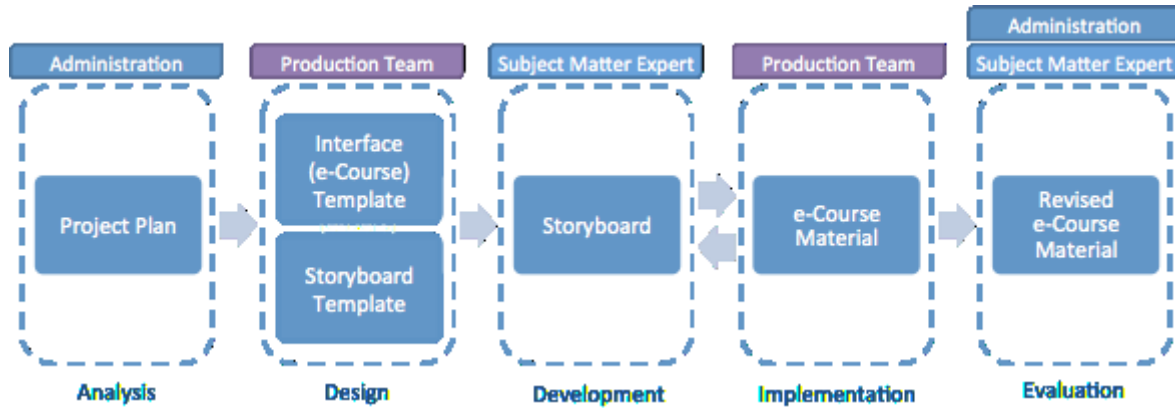 Administration
Administration
Production Team
Subject Matter Expert
Production Team
Subject Matter Expert
Project Plan
Interface
(e-Course)
Template
Storyboard
Template
Storyboard
e-Course
Material
Revised
e-Course
Material
Analysis
Design
Development
Implementation
Evaluation